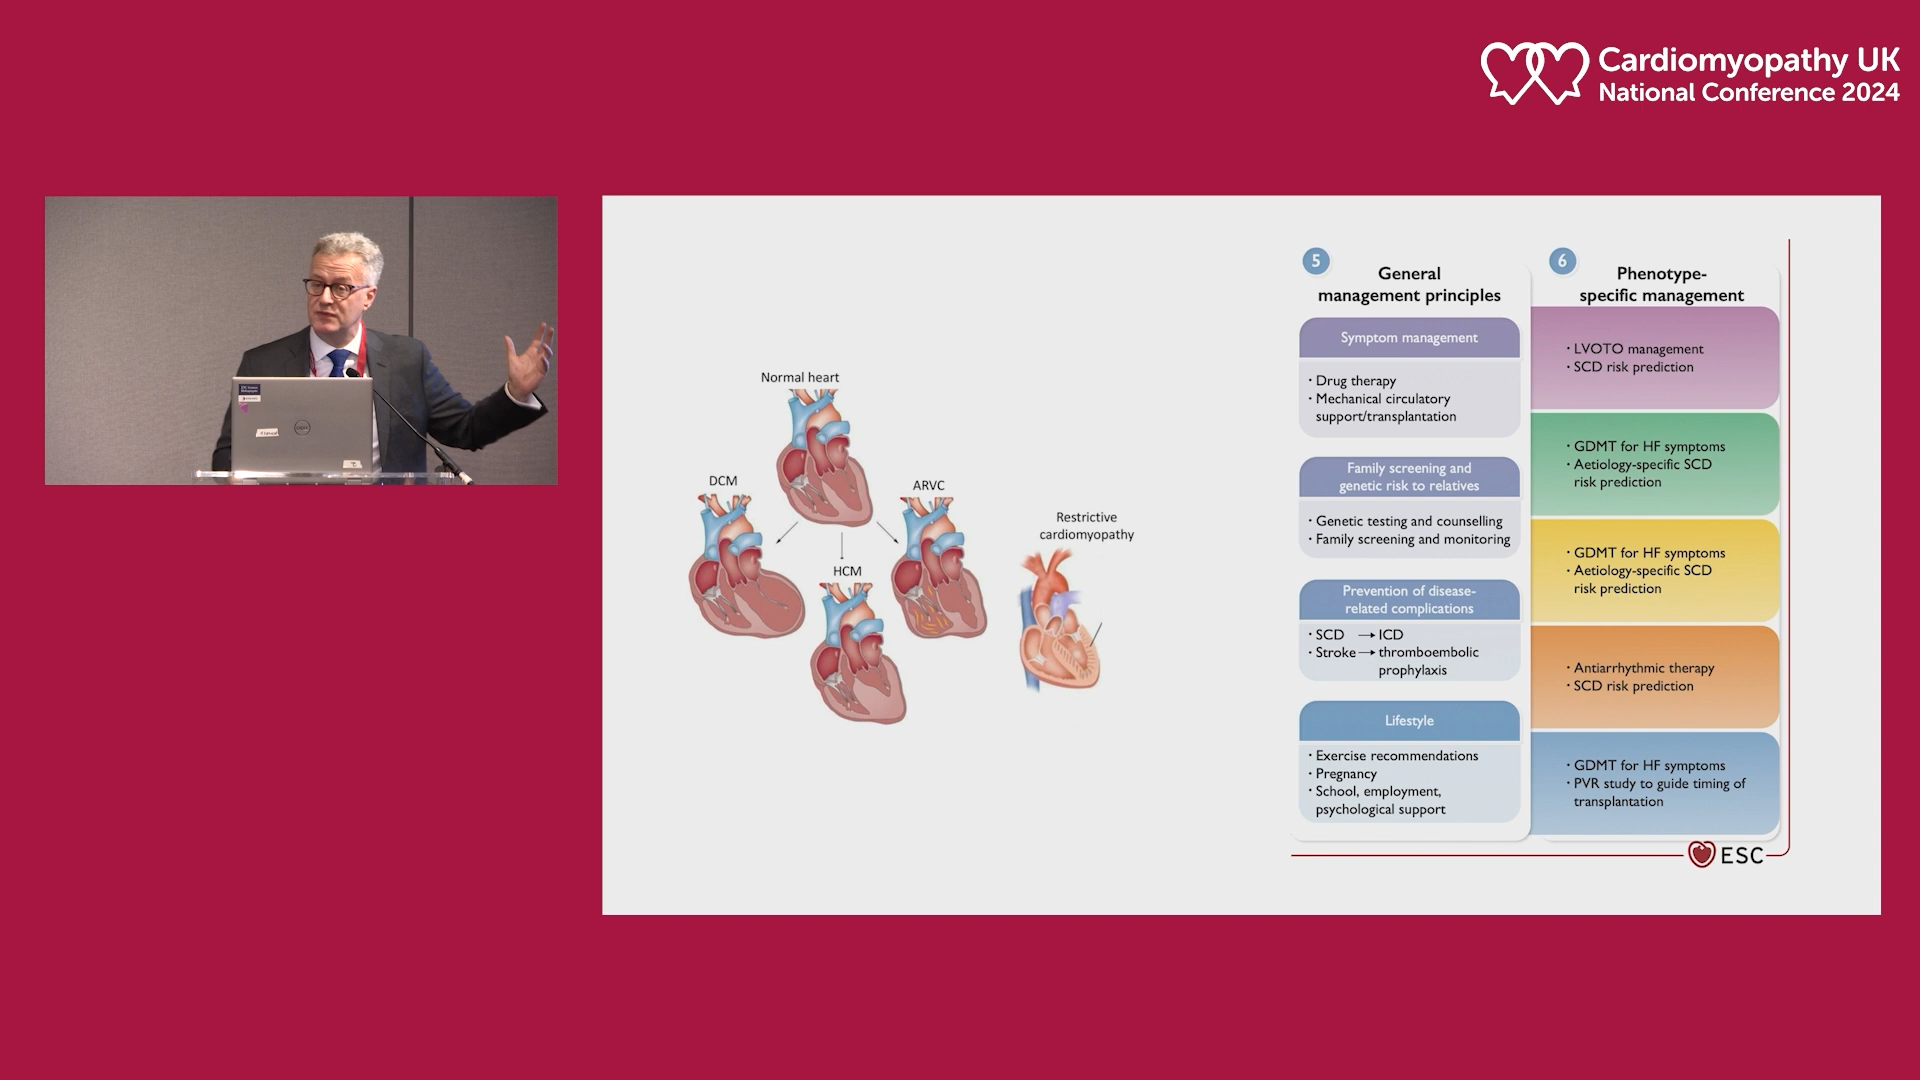 Cardiomyopathy UK
National Conference 2024
Normal heart
DCM
ARVC
HCM
Restrictive
cardiomyopathy
5
General
management principles
Symptom management
· Drug therapy
· Mechanical circulatory
support/transplantation
Family screening and
genetic risk to relatives
· Genetic testing and counselling
· Family screening and monitoring
Prevention of disease-
related complications
· SCD → ICD
· Stroke → thromboembolic
prophylaxis
Lifestyle
· Exercise recommendations
· Pregnancy
· School, employment,
psychological support
6
Phenotype-
specific management
· LVOTO management
· SCD risk prediction
· GDMT for HF symptoms
· Aetiology-specific SCD
risk prediction
· GDMT for HF symptoms
· Aetiology-specific SCD
risk prediction
· Antiarrhythmic therapy
· SCD risk prediction
· GDMT for HF symptoms
· PVR study to guide timing of
transplantation
ESC